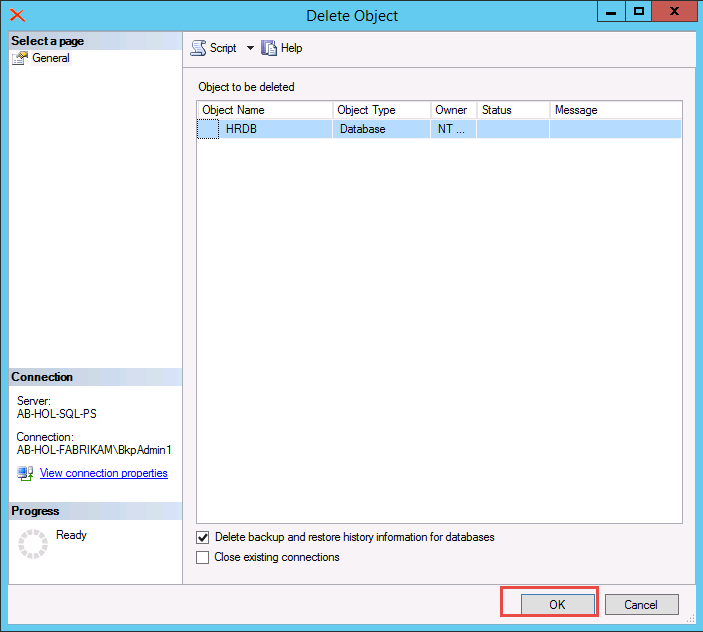 Delete Object
Select a page
General
Script
Help
Object to be deleted
Object Name Object Type Owner Status Message
HRDB Database NT ...
Connection
Server:
AB-HOL-SQL-PS
Connection:
AB-HOL-FABRIKAM\BkpAdmin1
View connection properties
Progress
Ready
Delete backup and restore history information for databases
Close existing connections
OK Cancel